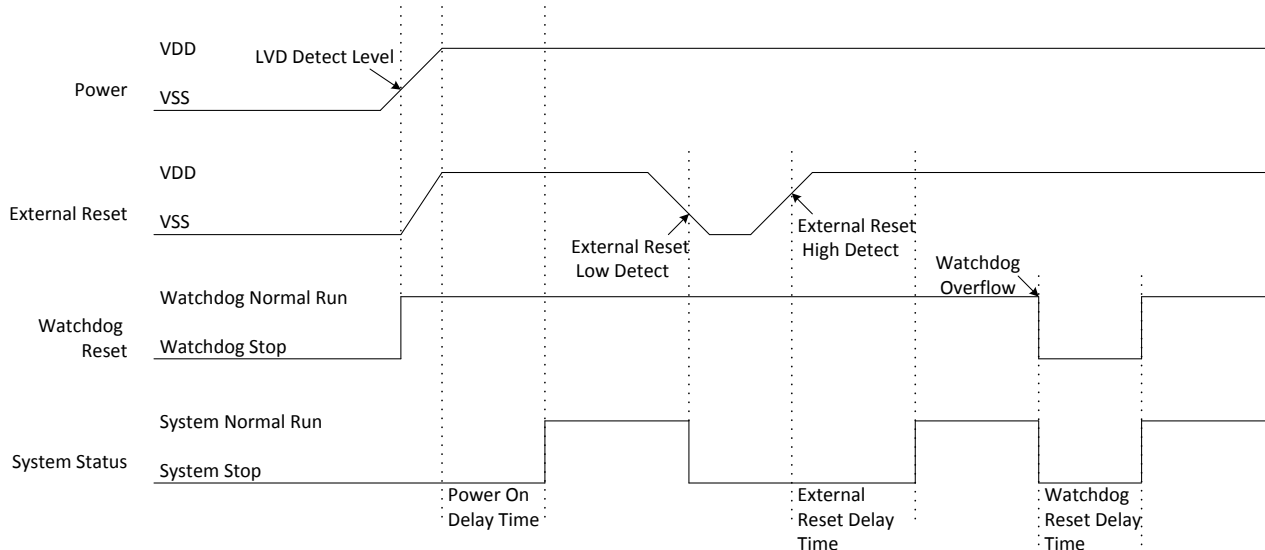 VDD
LVD Detect Level
Power
VSS
VDD
External Reset
VSS
External Reset
Low Detect
External Reset
High Detect
Watchdog
Overflow
Watchdog Normal Run
Watchdog
Reset
Watchdog Stop
System Normal Run
System Status
System Stop
Power On
Delay Time
External
Reset Delay
Time
Watchdog
Reset Delay
Time